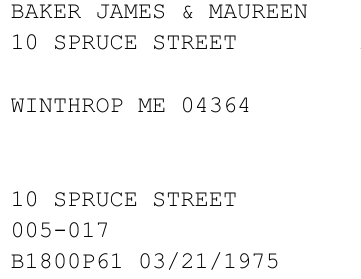 BAKER JAMES & MAUREEN
10 SPRUCE STREET
WINTHROP ME 04364
10 SPRUCE STREET
005-017
B1800P61 03/21/1975